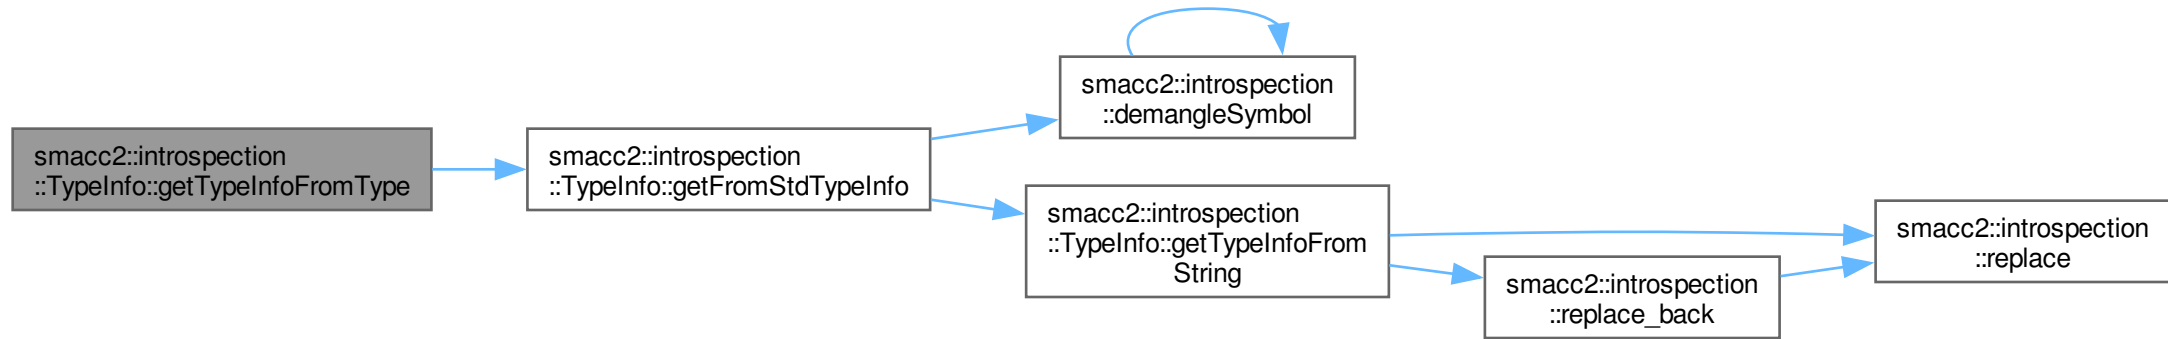 smacc2::introspection
::TypeInfo::getTypeInfoFromType
smacc2::introspection
::TypeInfo::getFromStdTypeInfo
smacc2::introspection
::demangleSymbol
smacc2::introspection
::TypeInfo::getTypeInfoFrom
String
smacc2::introspection
::replace_back
smacc2::introspection
::replace